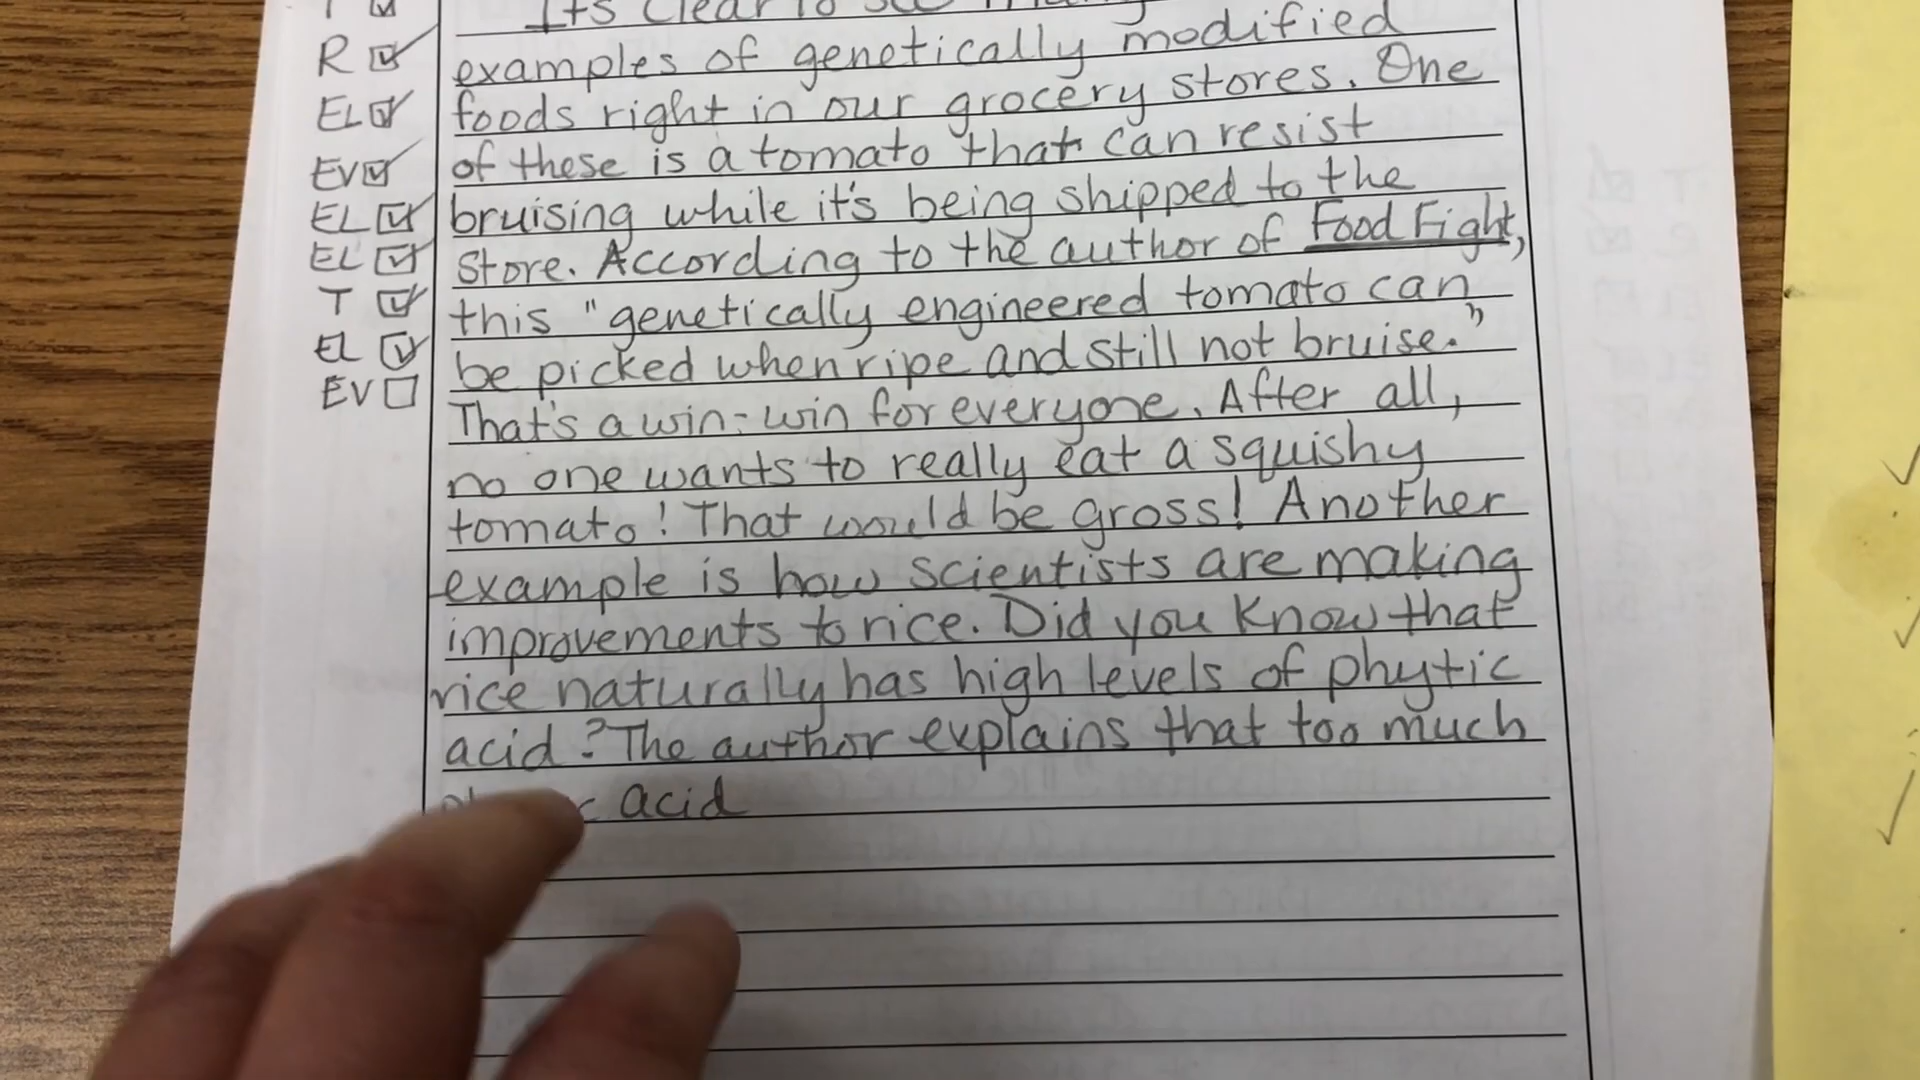 Its clear to see many
R
examples of genetically modified
EL
foods right in our grocery stores. One
EV
of these is a tomato that can resist
EL
bruising while it's being shipped to the
EL
store. According to the author of Food Fight,
T
this "genetically engineered tomato can
EL
be picked when ripe and still not bruise."
EV
That's a win-win for everyone. After all,
no one wants to really eat a squishy
tomato! That would be gross! Another
example is how scientists are making
improvements to rice. Did you know that
rice naturally has high levels of phytic
acid? The author explains that too much
acid